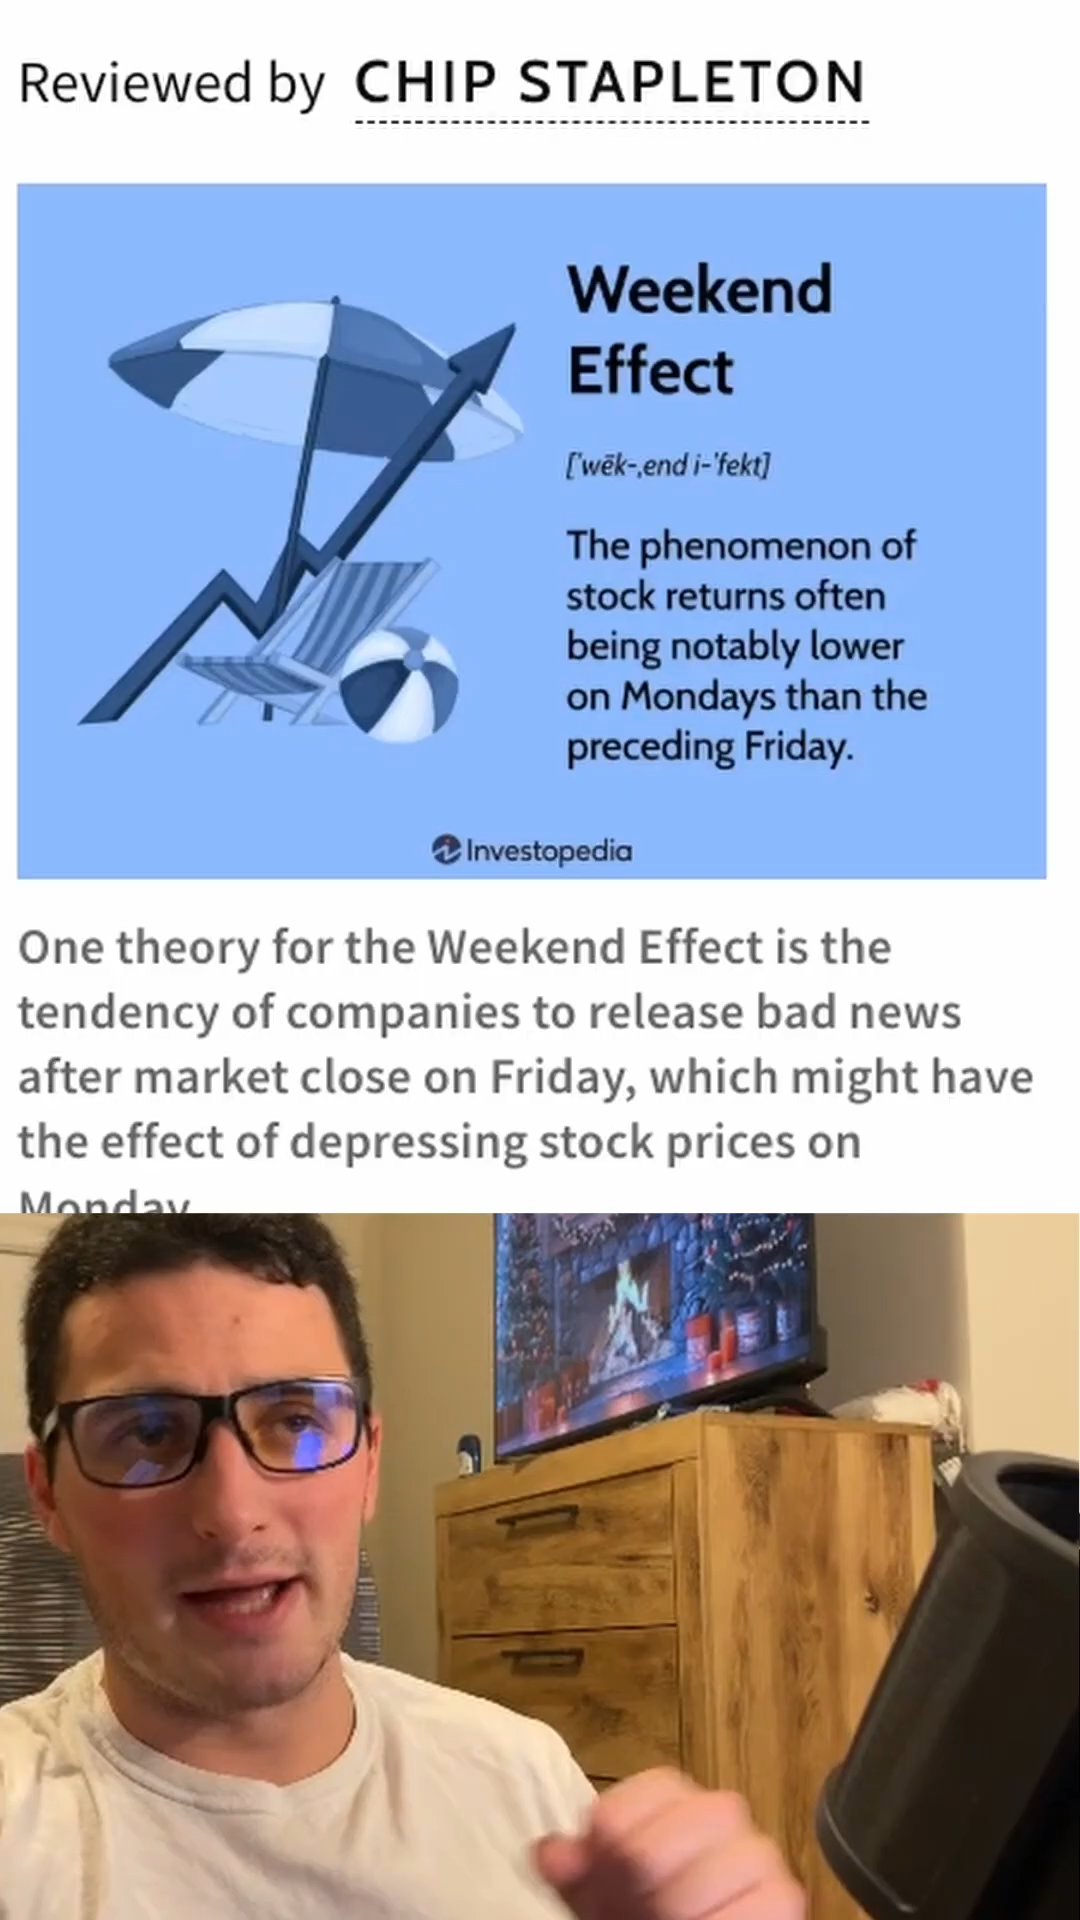 Reviewed by CHIP STAPLETON
Weekend
Effect
['wēk-,end i-'fekt]
The phenomenon of
stock returns often
being notably lower
on Mondays than the
preceding Friday.
Investopedia
One theory for the Weekend Effect is the
tendency of companies to release bad news
after market close on Friday, which might have
the effect of depressing stock prices on
Monday